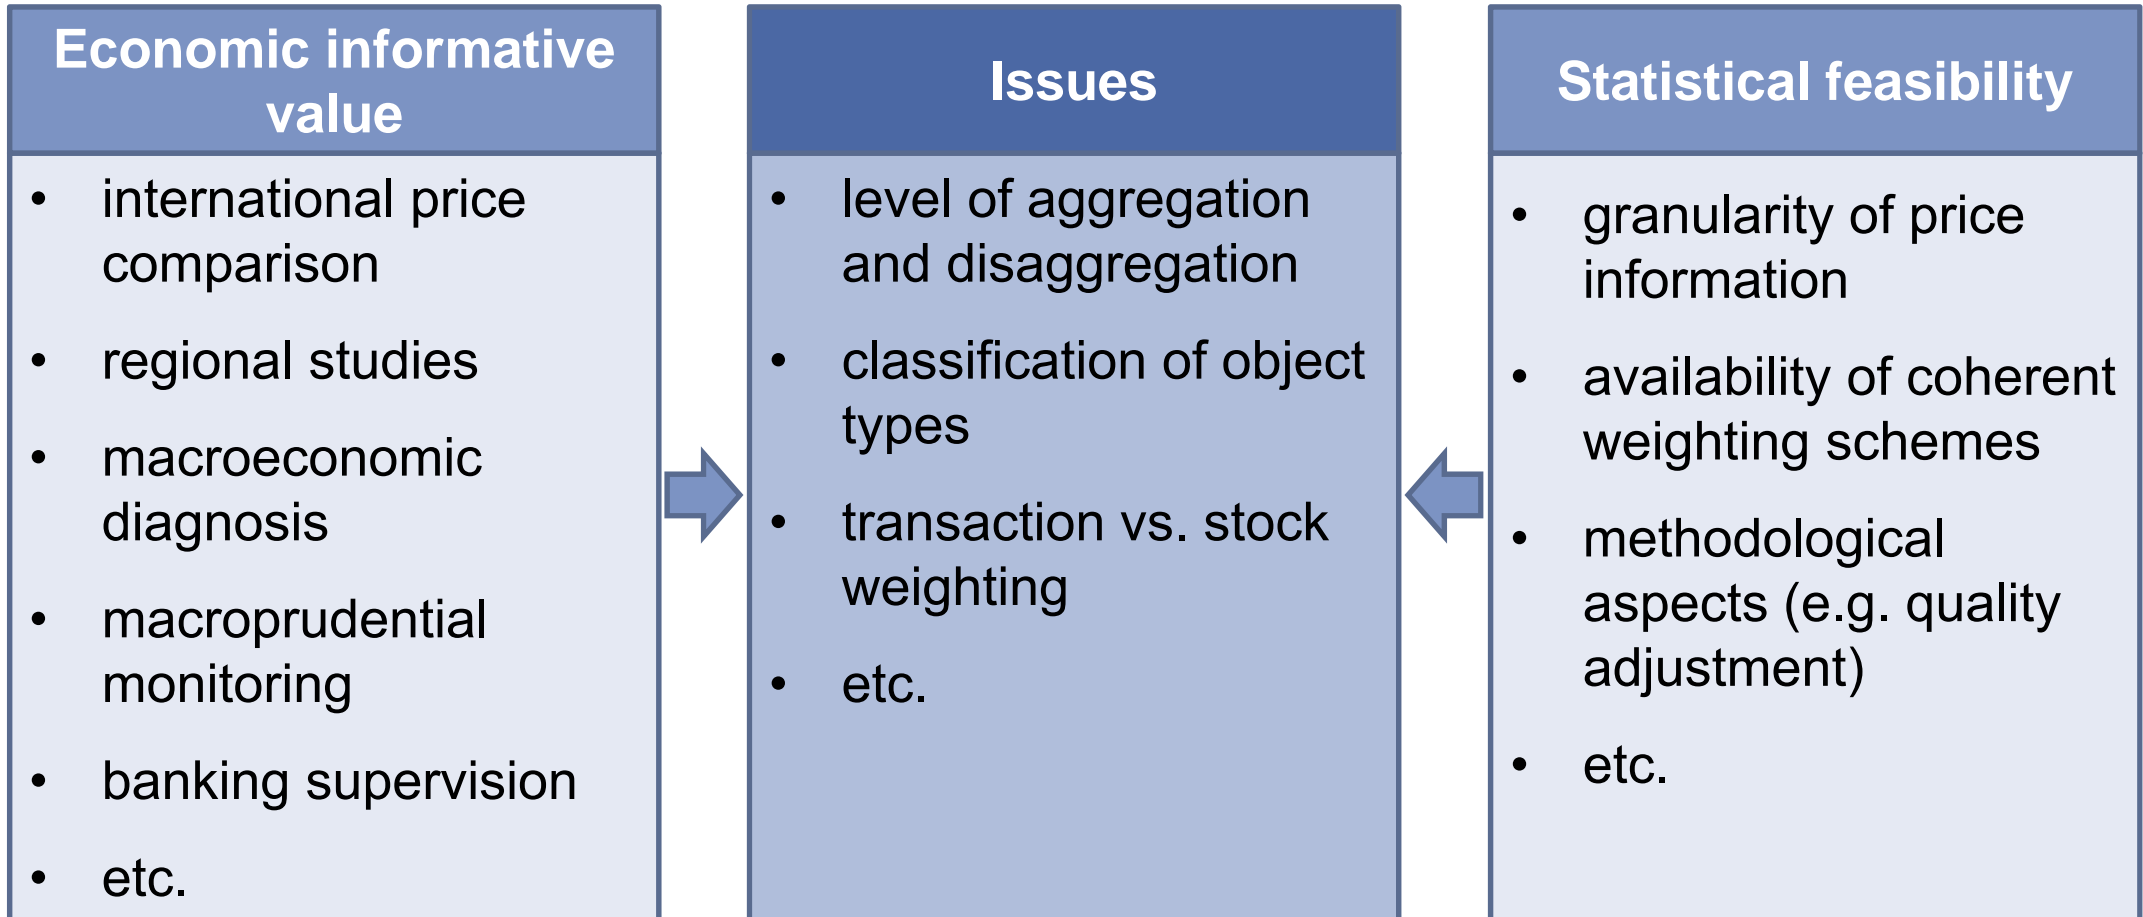 Economic informative
value
• international price
comparison
• regional studies
• macroeconomic
diagnosis
• macroprudential
monitoring
• banking supervision
• etc.
Issues
• level of aggregation
and disaggregation
• classification of object
types
• transaction vs. stock
weighting
• etc.
Statistical feasibility
• granularity of price
information
• availability of coherent
weighting schemes
• methodological
aspects (e.g. quality
adjustment)
• etc.